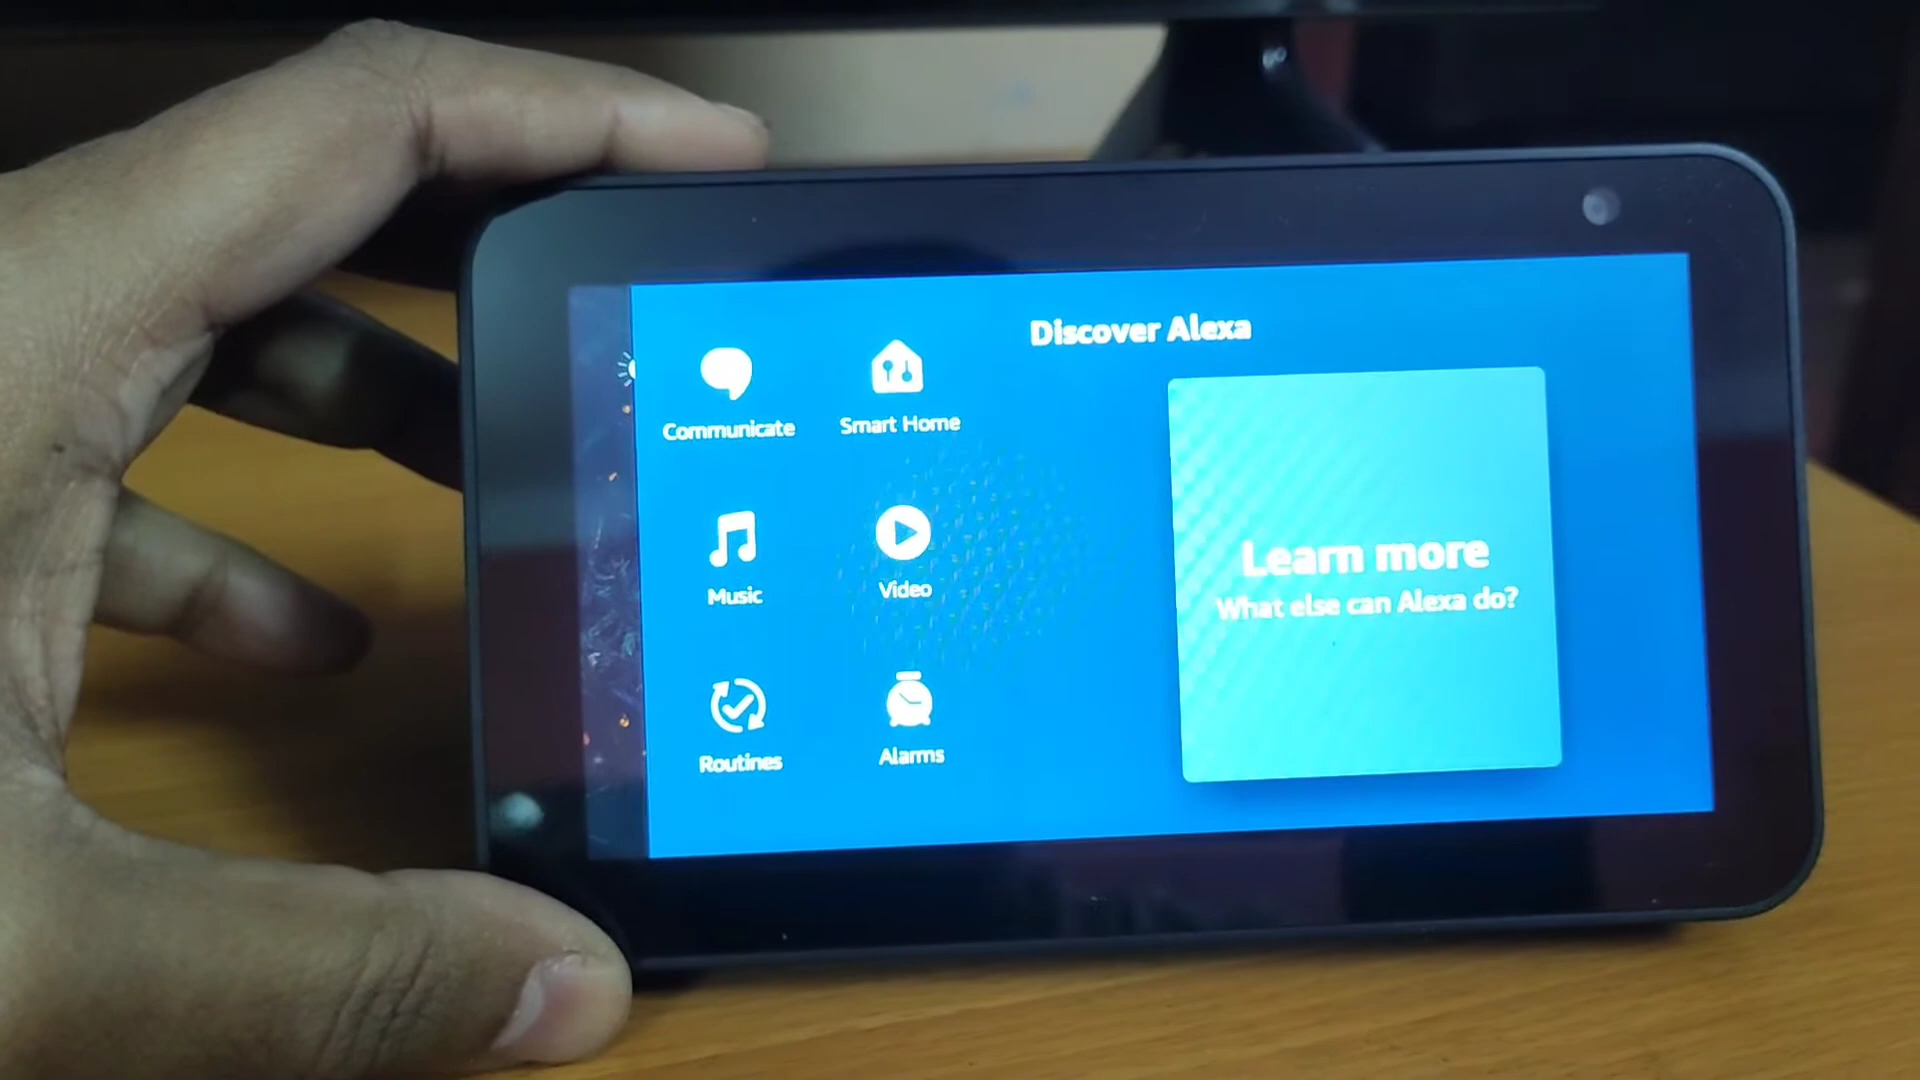 Discover Alexa
Communicate
Smart Home
Music
Video
Routines
Alarms
Learn more
What else can Alexa do?